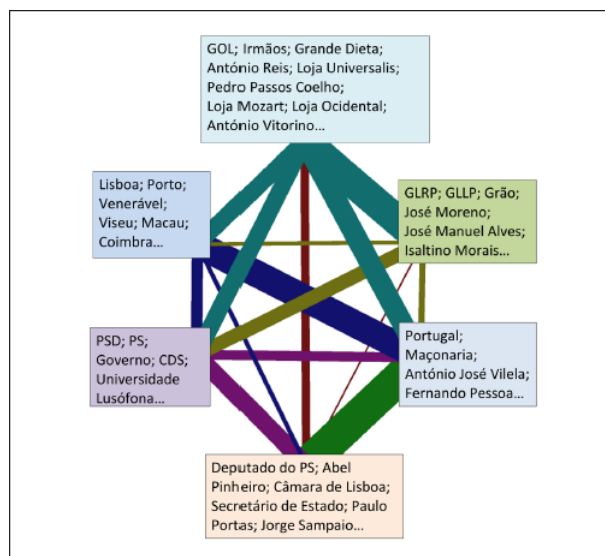 GOL; Irmãos; Grande Dieta;
António Reis; Loja Universalis;
Pedro Passos Coelho;
Loja Mozart; Loja Ocidental;
António Vitorino…
Lisboa; Porto;
Venerável;
Viseu; Macau;
Coimbra…
GLRP; GLLP; Grão;
José Moreno;
José Manuel Alves;
Isaltino Morais…
PSD; PS;
Governo; CDS;
Universidade
Lusófona…
Portugal;
Maçonaria;
António José Vilela;
Fernando Pessoa…
Deputado do PS; Abel
Pinheiro; Câmara de Lisboa;
Secretário de Estado; Paulo
Portas; Jorge Sampaio…